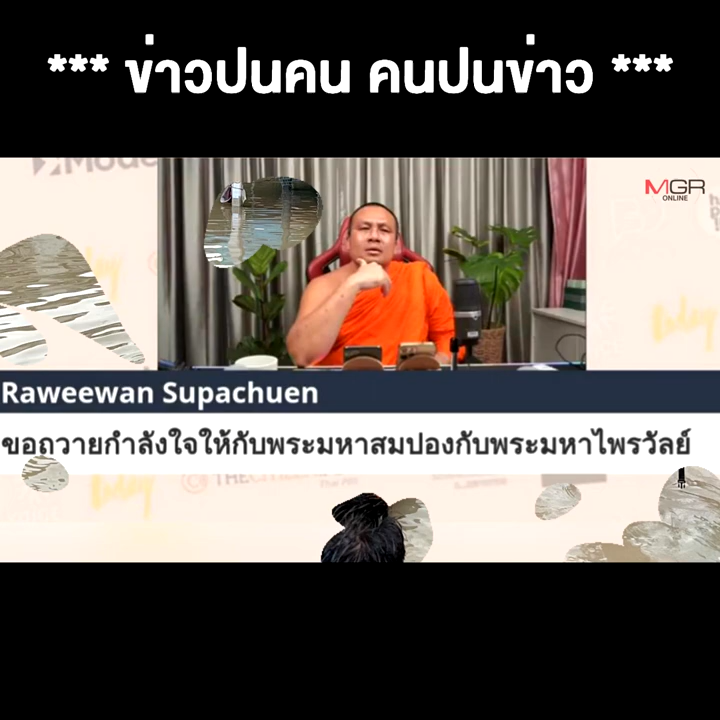 *** ข่าวปนคน คนปนข่าว ***
Mode
MGR
ONLINE
Raweewan Supachuen
ขอถวายกำลังใจให้กับพระมหาสมปองกับพระมหาไพรวัลย์
today